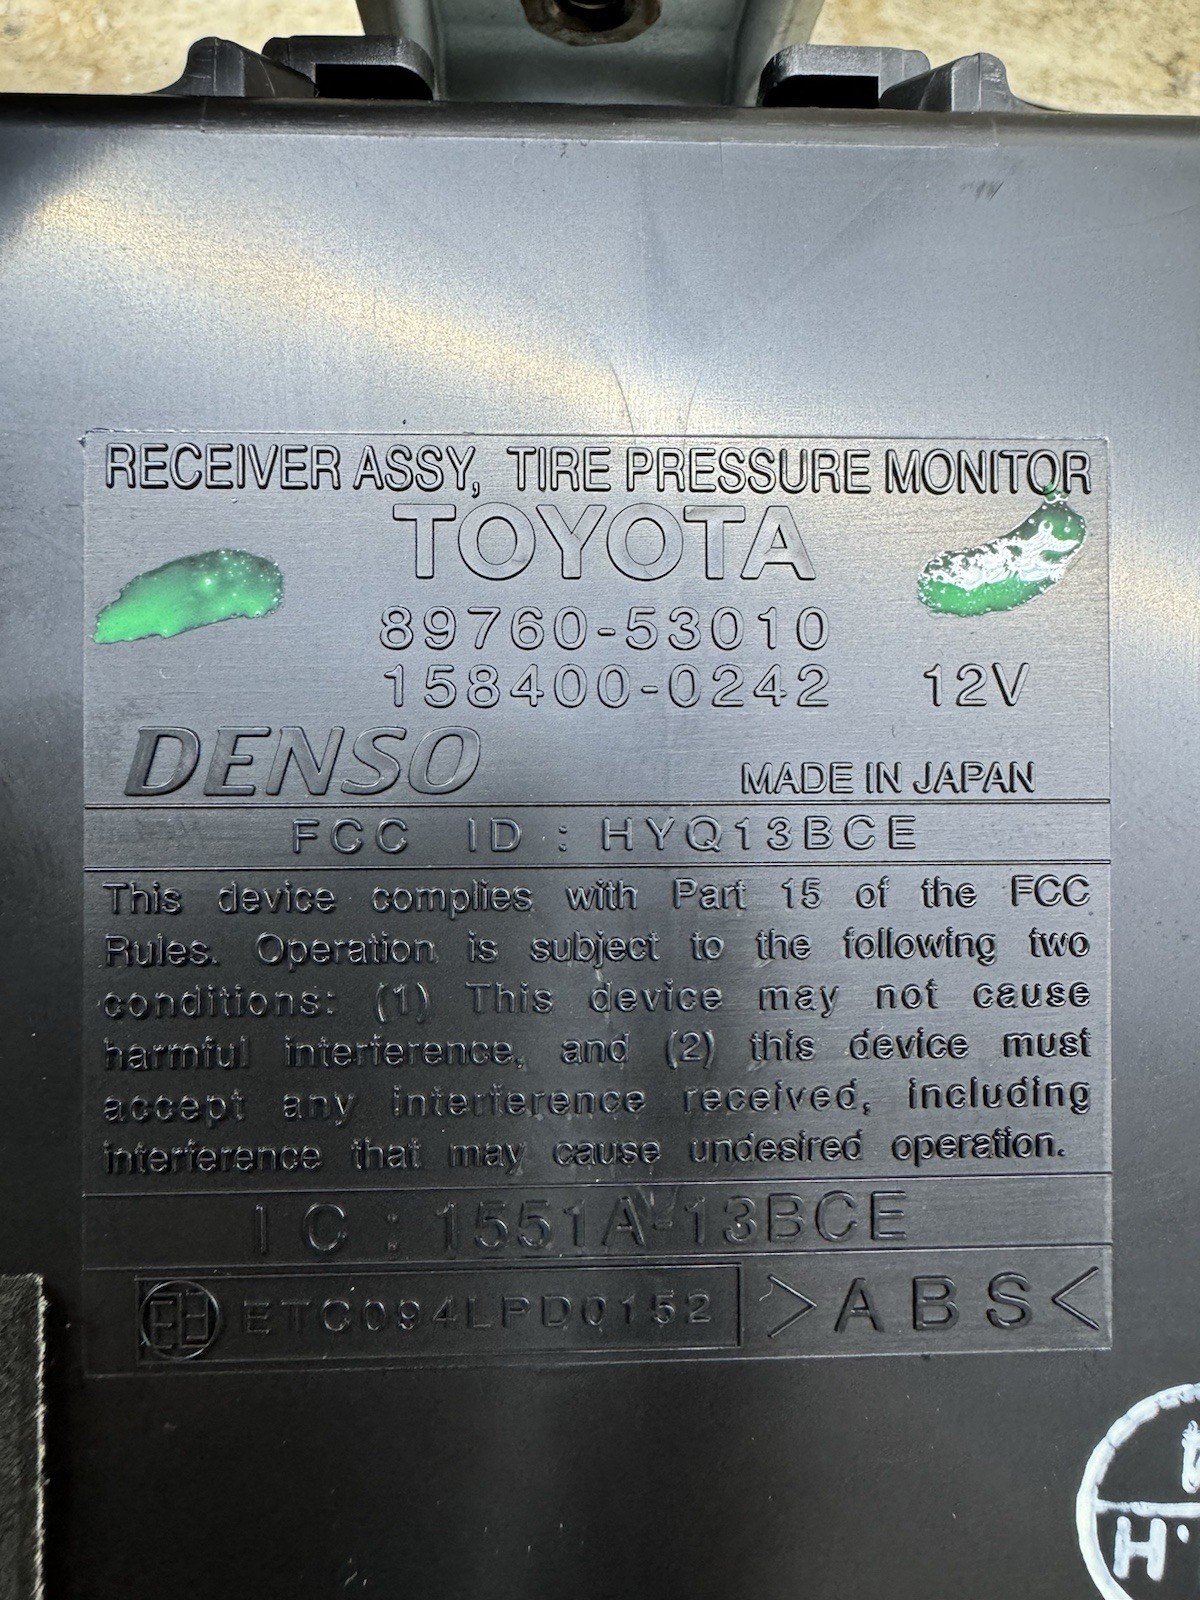 RECEIVER ASSY, TIRE PRESSURE MONITOR
TOYOTA
89760-53010
158400-0242 12V
DENSO MADE IN JAPAN
FCC ID : HYQ13BCE
This device complies with Part 15 of the FCC
Rules. Operation is subject to the following two
conditions: (1) This device may not cause
harmful interference, and (2) this device must
accept any interference received, including
interference that may cause undesired operation.
IC : 1551A-13BCE
ETC094LPD0152 >ABS<
H.